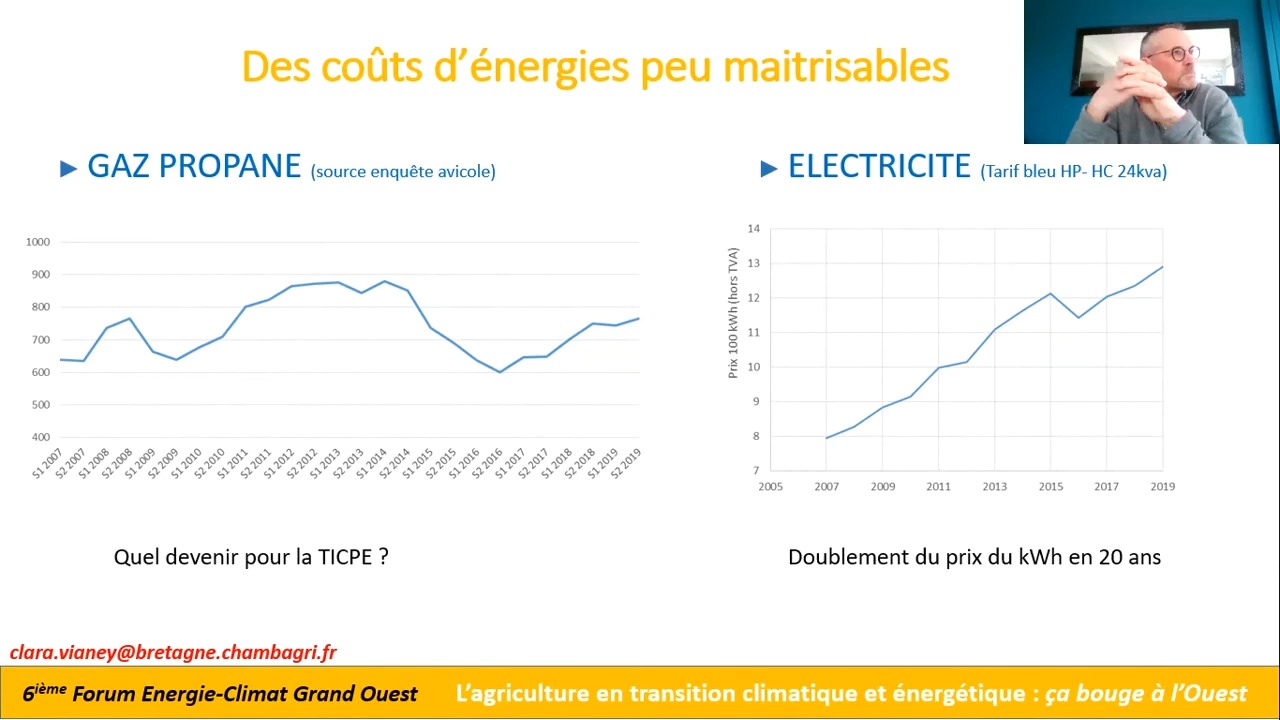 Des coûts d’énergies peu maitrisables
► GAZ PROPANE (source enquête avicole)
1000
900
800
700
600
500
400
S1 2007
S2 2007
S1 2008
S2 2008
S1 2009
S2 2009
S1 2010
S2 2010
S1 2011
S2 2011
S1 2012
S2 2012
S1 2013
S2 2013
S1 2014
S2 2014
S1 2015
S2 2015
S1 2016
S2 2016
S1 2017
S2 2017
S1 2018
S2 2018
S1 2019
S2 2019
Quel devenir pour la TICPE ?
► ELECTRICITE (Tarif bleu HP- HC 24kva)
Prix 100 kWh (hors TVA)
14
13
12
11
10
9
8
7
2005
2007
2009
2011
2013
2015
2017
2019
Doublement du prix du kWh en 20 ans
clara.vianey@bretagne.chambagri.fr
6ième Forum Energie-Climat Grand Ouest
L’agriculture en transition climatique et énergétique : ça bouge à l’Ouest